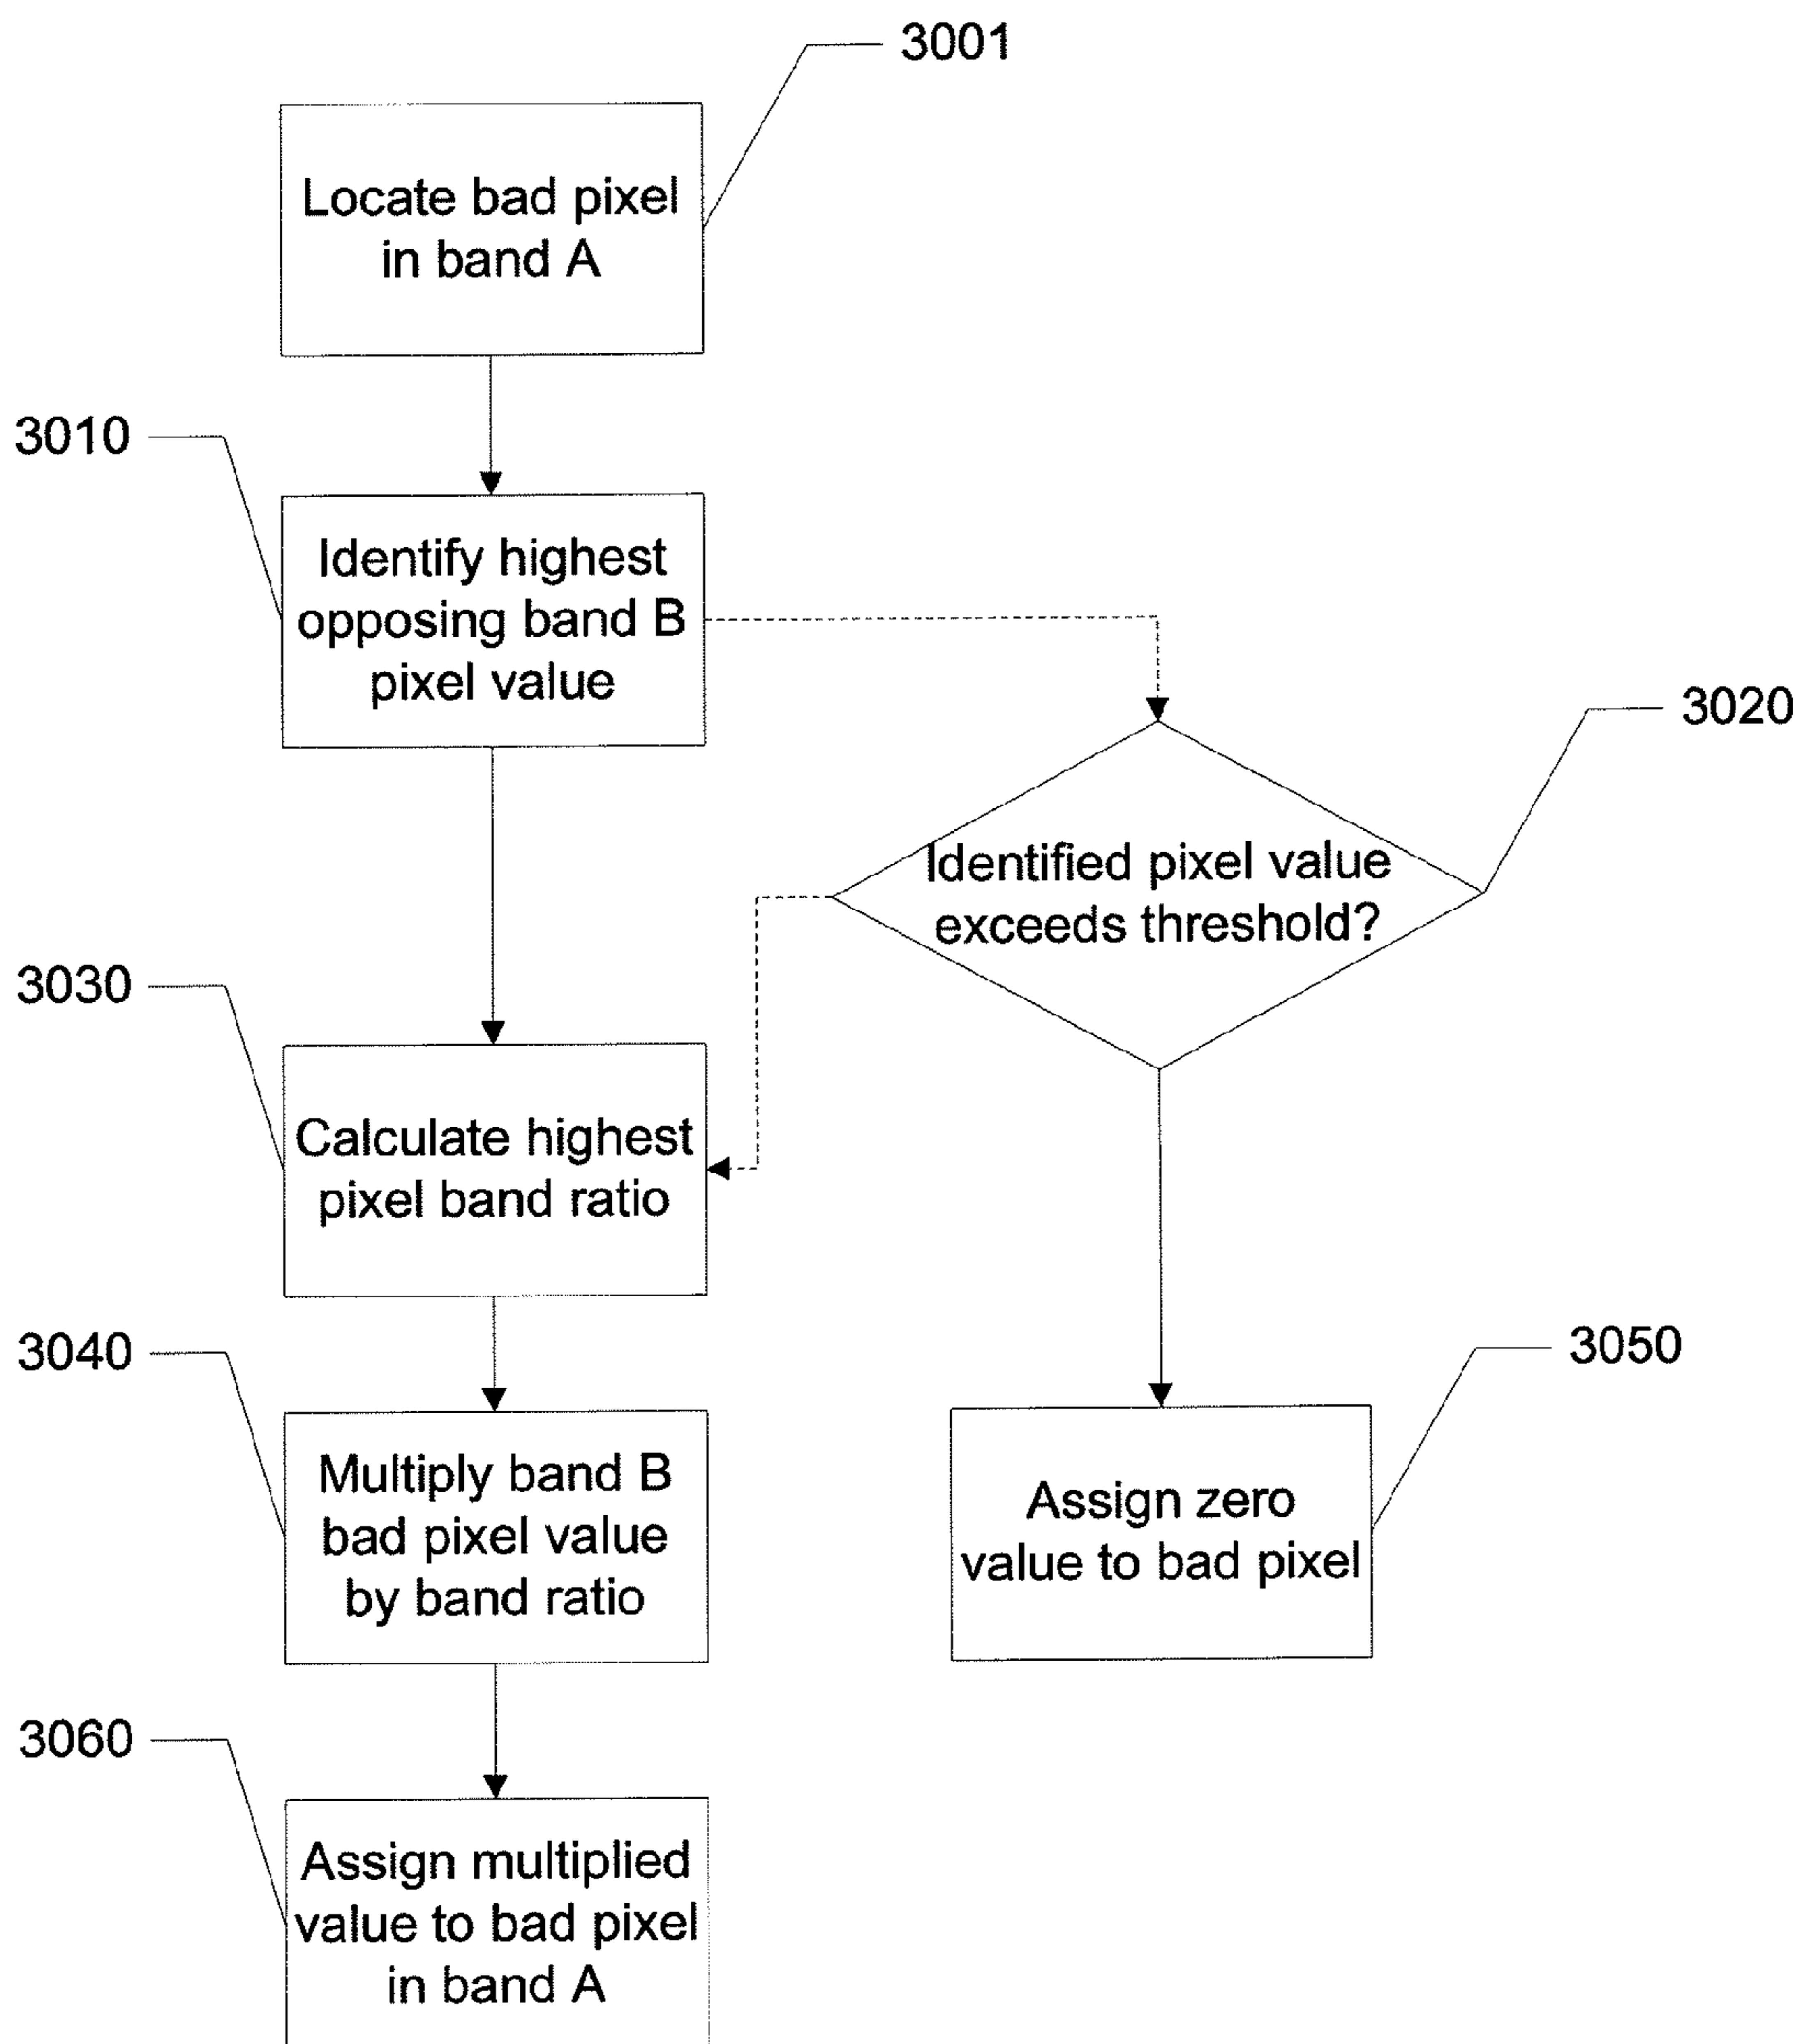 3001
Locate bad pixel
in band A
3010
Identify highest
opposing band B
pixel value
3020
Identified pixel value
exceeds threshold?
3030
Calculate highest
pixel band ratio
3040
Multiply band B
bad pixel value
by band ratio
3050
Assign zero
value to bad pixel
3060
Assign multiplied
value to bad pixel
in band A